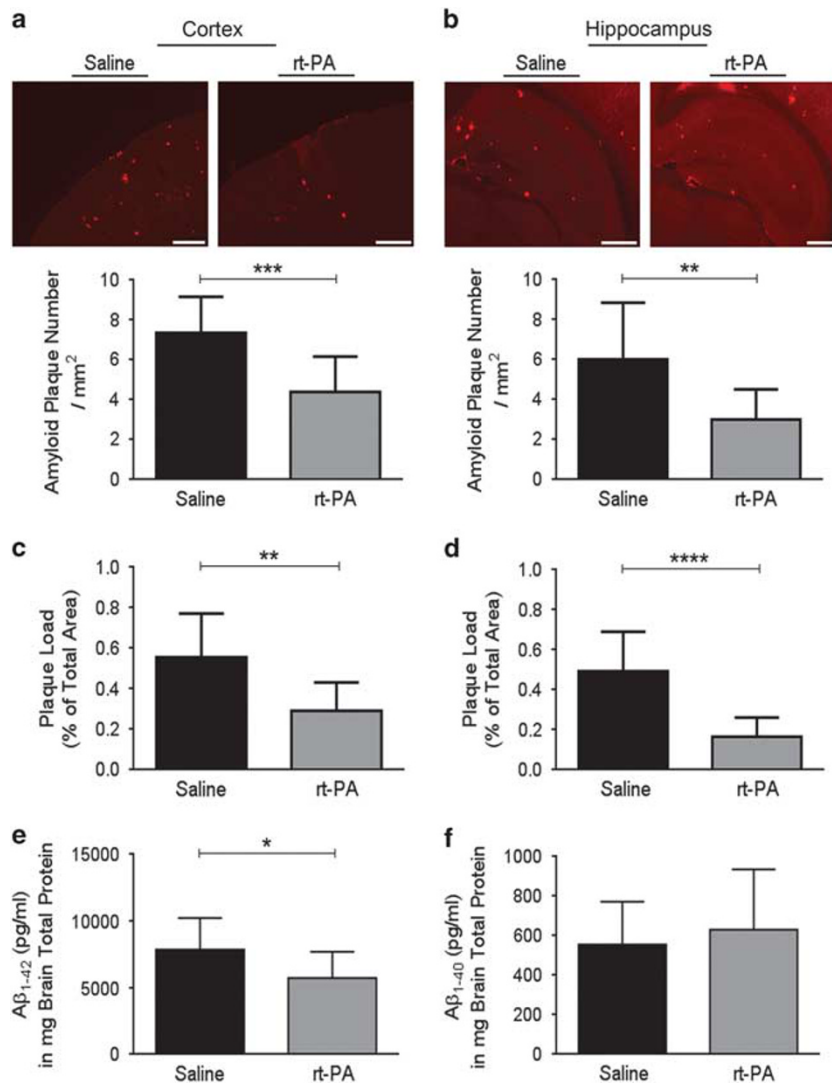 a
Cortex
Saline
rt-PA
b
Hippocampus
Saline
rt-PA
Amyloid Plaque Number
/ mm²
10
8
6
4
2
0
***
Saline
rt-PA
Amyloid Plaque Number
/ mm²
10
8
6
4
2
0
**
Saline
rt-PA
c
Plaque Load
(% of Total Area)
1.0
0.8
0.6
0.4
0.2
0.0
**
Saline
rt-PA
d
Plaque Load
(% of Total Area)
1.0
0.8
0.6
0.4
0.2
0.0
****
Saline
rt-PA
e
Aβ₁₋₄₂ (pg/ml)
in mg Brain Total Protein
15000
10000
5000
0
*
Saline
rt-PA
f
Aβ₁₋₄₀ (pg/ml)
in mg Brain Total Protein
1000
800
600
400
200
0
Saline
rt-PA